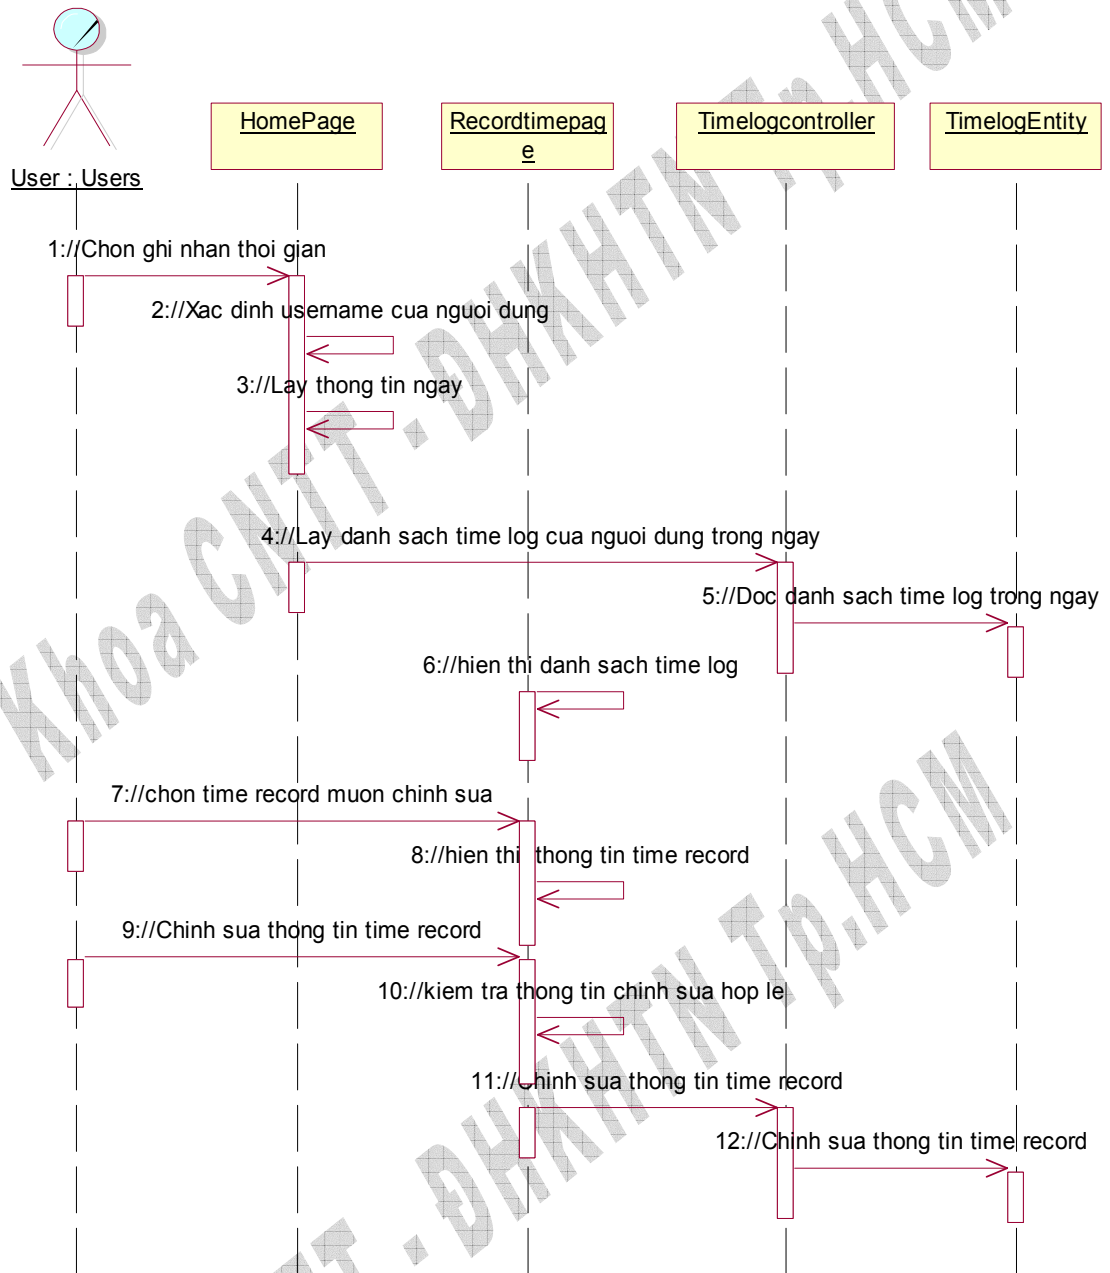 HomePage
Recordtimepag
e
Timelogcontroller
TimelogEntity
User : Users
1://Chon ghi nhan thoi gian
2://Xac dinh username cua nguoi dung
3://Lay thong tin ngay
4://Lay danh sach time log cua nguoi dung trong ngay
5://Doc danh sach time log trong ngay
6://hien thi danh sach time log
7://chon time record muon chinh sua
8://hien thi thong tin time record
9://Chinh sua thong tin time record
10://kiem tra thong tin chinh sua hop le
11://Chinh sua thong tin time record
12://Chinh sua thong tin time record
Khoa CNTT - ĐHKHTN Tp.HCM
CNTT - ĐHKHTN Tp.HCM